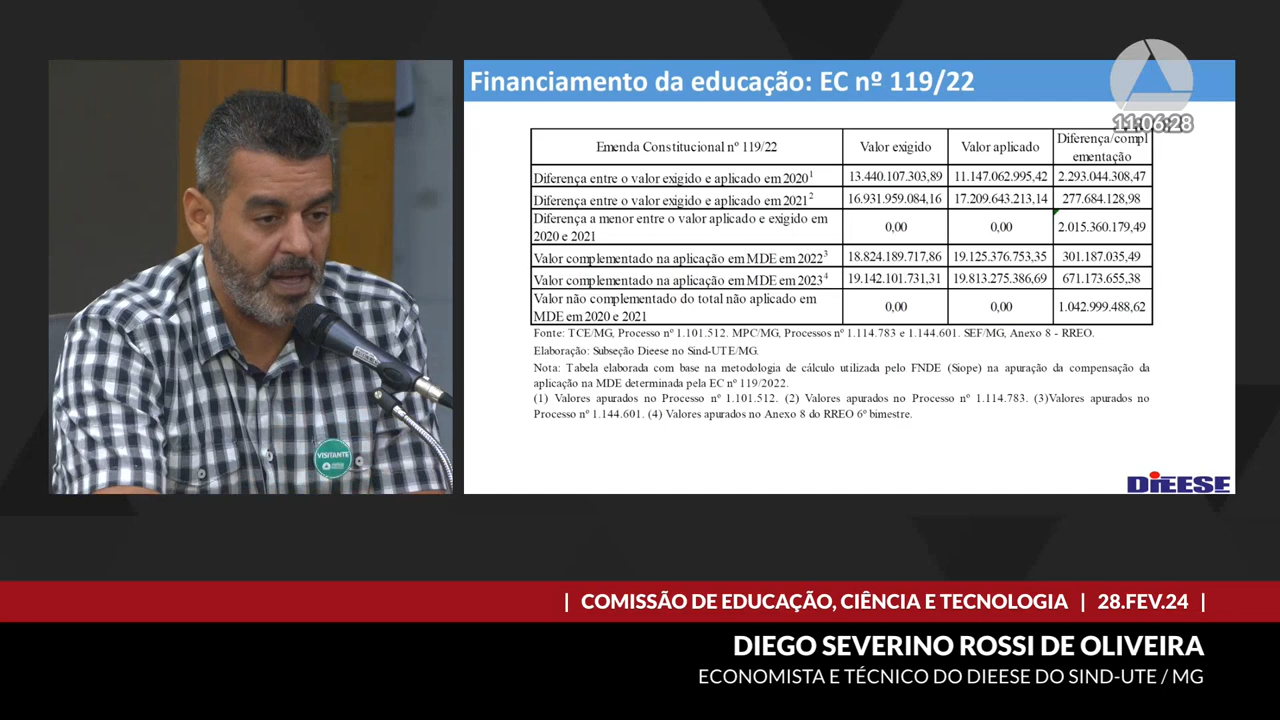 Financiamento da educação: EC nº 119/22
11:06:28
Emenda Constitucional nº 119/22 Valor exigido Valor aplicado Diferença/compl
ementação
Diferença entre o valor exigido e aplicado em 2020¹ 13.440.107.303,89 11.147.062.995,42 2.293.044.308,47
Diferença entre o valor exigido e aplicado em 2021² 16.931.959.084,16 17.209.643.213,14 277.684.128,98
Diferença a menor entre o valor aplicado e exigido em
2020 e 2021 0,00 0,00 2.015.360.179,49
Valor complementado na aplicação em MDE em 2022³ 18.824.189.717,86 19.125.376.753,35 301.187.035,49
Valor complementado na aplicação em MDE em 2023⁴ 19.142.101.731,31 19.813.275.386,69 671.173.655,38
Valor não complementado do total não aplicado em
MDE em 2020 e 2021 0,00 0,00 1.042.999.488,62
Fonte: TCE/MG, Processo nº 1.101.512. MPC/MG, Processos nº 1.114.783 e 1.144.601. SEF/MG, Anexo 8 - RREO.
Elaboração: Subseção Dieese no Sind-UTE/MG.
Nota: Tabela elaborada com base na metodologia de cálculo utilizada pelo FNDE (Siope) na apuração da compensação da
aplicação na MDE determinada pela EC nº 119/2022.
(1) Valores apurados no Processo nº 1.101.512. (2) Valores apurados no Processo nº 1.114.783. (3)Valores apurados no
Processo nº 1.144.601. (4) Valores apurados no Anexo 8 do RREO 6º bimestre.
VISITANTE
DIEESE
| COMISSÃO DE EDUCAÇÃO, CIÊNCIA E TECNOLOGIA | 28.FEV.24 |
DIEGO SEVERINO ROSSI DE OLIVEIRA
ECONOMISTA E TÉCNICO DO DIEESE DO SIND-UTE / MG